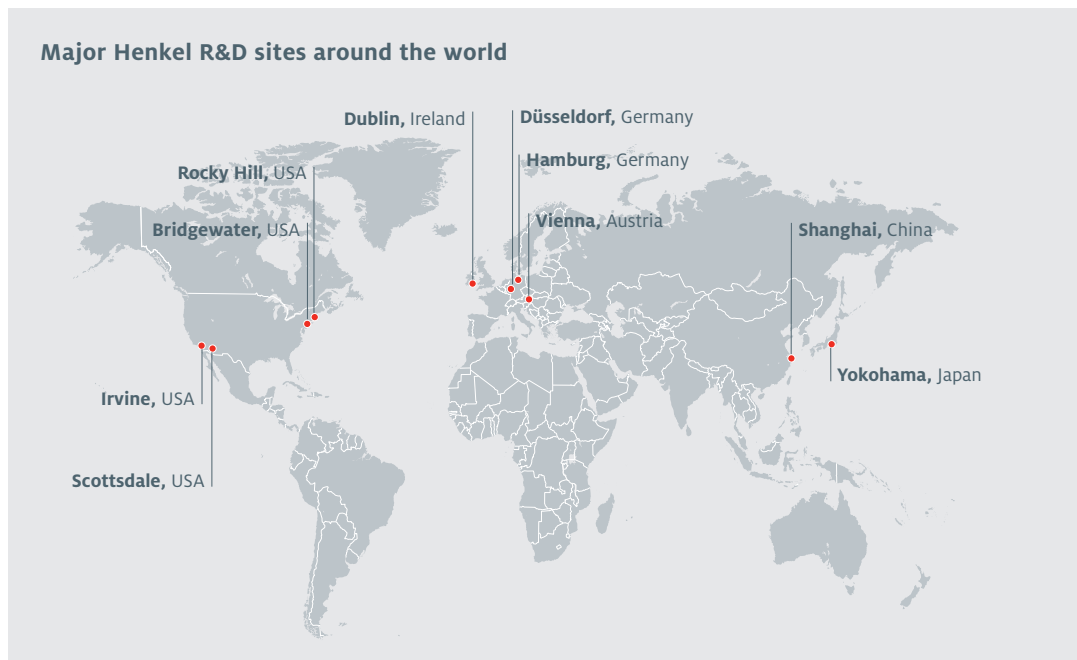 Major Henkel R&D sites around the world
Dublin, Ireland
Düsseldorf, Germany
Hamburg, Germany
Rocky Hill, USA
Vienna, Austria
Bridgewater, USA
Shanghai, China
Yokohama, Japan
Irvine, USA
Scottsdale, USA